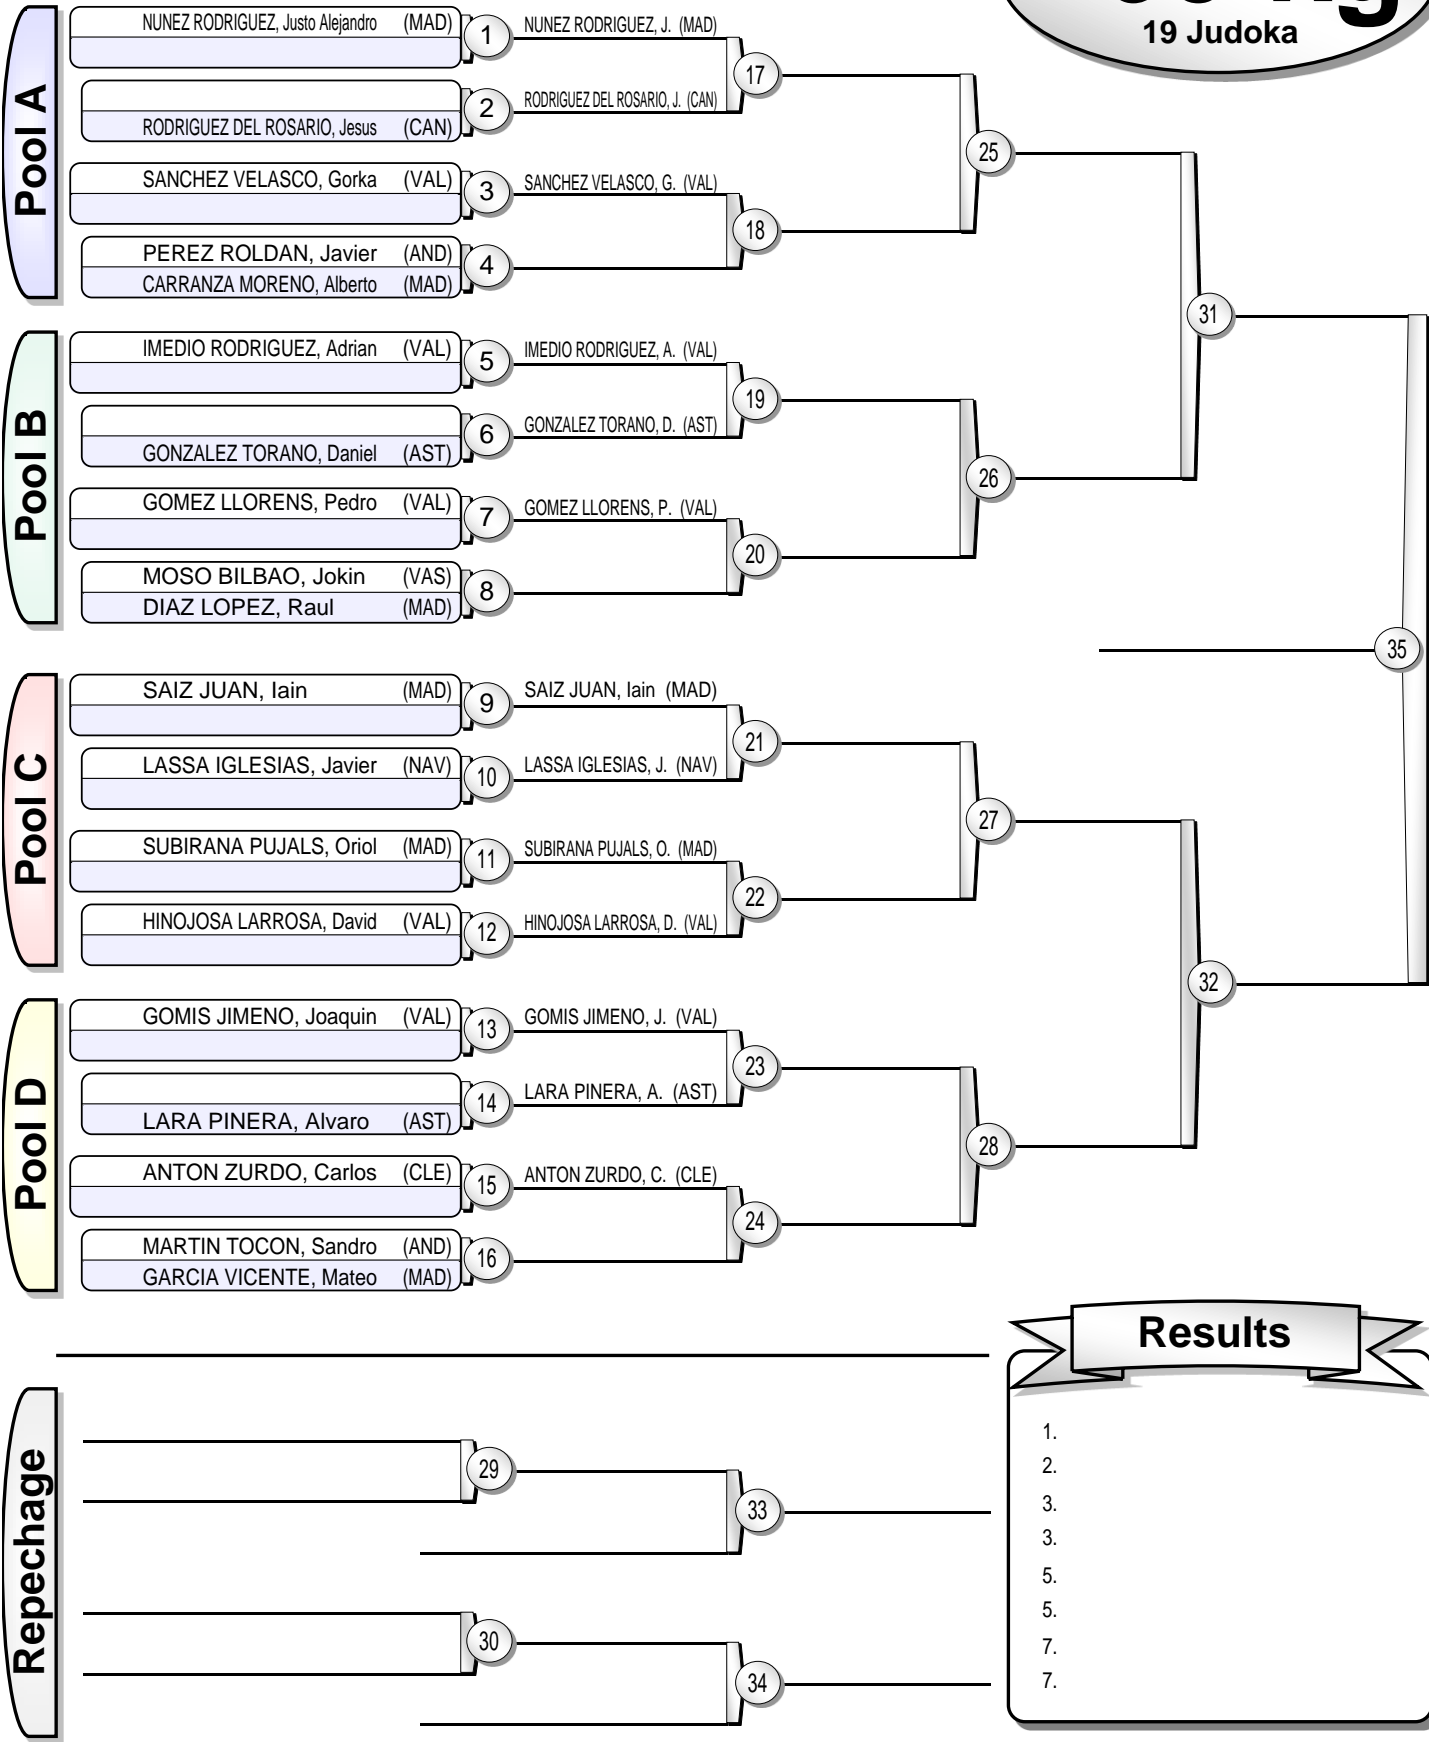 kg
19 Judoka
Pool A
NUNEZ RODRIGUEZ, Justo Alejandro (MAD) 1 NUNEZ RODRIGUEZ, J. (MAD)
17
RODRIGUEZ DEL ROSARIO, Jesus (CAN) 2 RODRIGUEZ DEL ROSARIO, J. (CAN)
25
SANCHEZ VELASCO, Gorka (VAL) 3 SANCHEZ VELASCO, G. (VAL)
18
PEREZ ROLDAN, Javier (AND) 4
CARRANZA MORENO, Alberto (MAD)
31
Pool B
IMEDIO RODRIGUEZ, Adrian (VAL) 5 IMEDIO RODRIGUEZ, A. (VAL)
19
GONZALEZ TORANO, Daniel (AST) 6 GONZALEZ TORANO, D. (AST)
26
GOMEZ LLORENS, Pedro (VAL) 7 GOMEZ LLORENS, P. (VAL)
20
MOSO BILBAO, Jokin (VAS) 8
DIAZ LOPEZ, Raul (MAD)
35
Pool C
SAIZ JUAN, Iain (MAD) 9 SAIZ JUAN, Iain (MAD)
21
LASSA IGLESIAS, Javier (NAV) 10 LASSA IGLESIAS, J. (NAV)
27
SUBIRANA PUJALS, Oriol (MAD) 11 SUBIRANA PUJALS, O. (MAD)
22
HINOJOSA LARROSA, David (VAL) 12 HINOJOSA LARROSA, D. (VAL)
32
Pool D
GOMIS JIMENO, Joaquin (VAL) 13 GOMIS JIMENO, J. (VAL)
23
LARA PINERA, Alvaro (AST) 14 LARA PINERA, A. (AST)
28
ANTON ZURDO, Carlos (CLE) 15 ANTON ZURDO, C. (CLE)
24
MARTIN TOCON, Sandro (AND) 16
GARCIA VICENTE, Mateo (MAD)
Repechage
29
33
30
34
Results
1.
2.
3.
3.
5.
5.
7.
7.